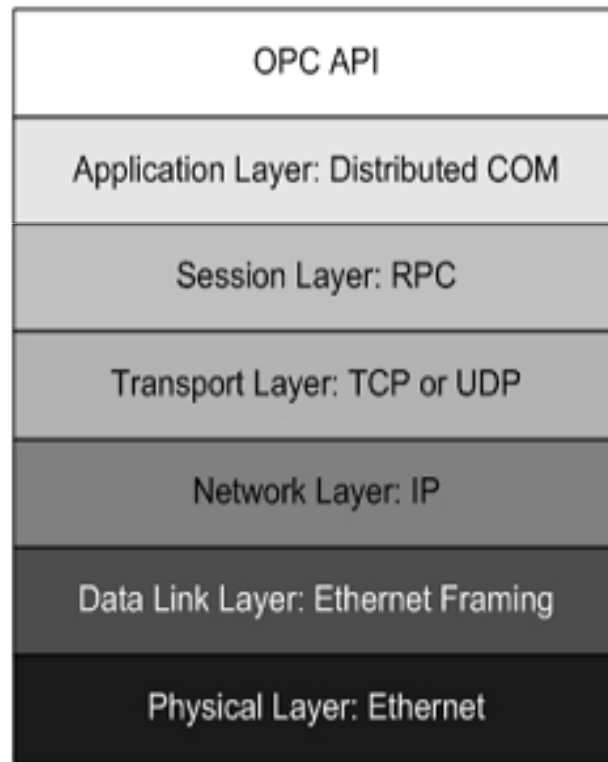 OPC API
Application Layer: Distributed COM
Session Layer: RPC
Transport Layer: TCP or UDP
Network Layer: IP
Data Link Layer: Ethernet Framing
Physical Layer: Ethernet